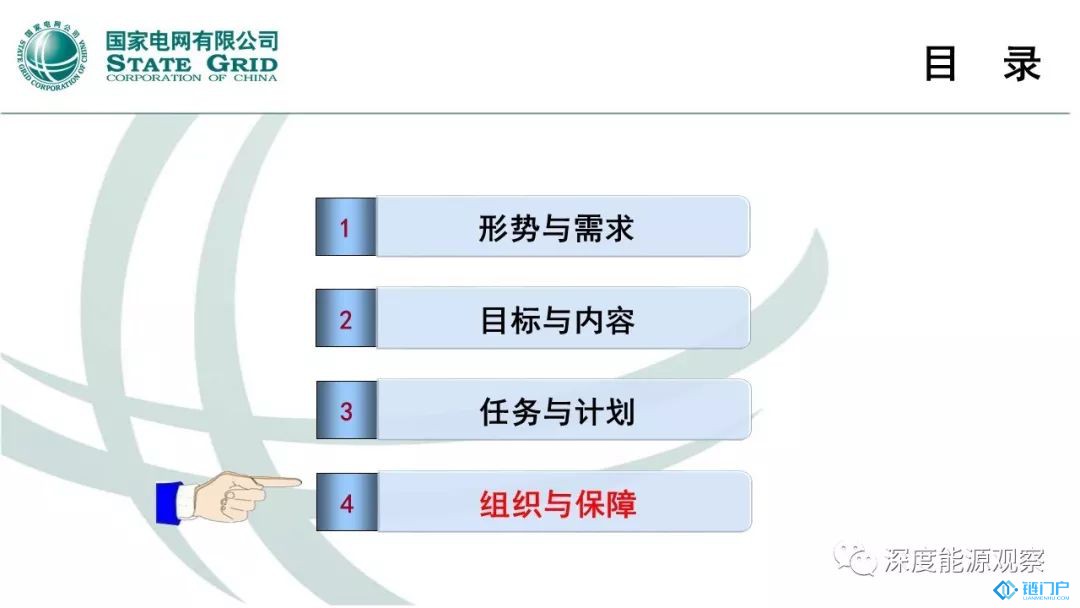 国家电网公司
STATE GRID CORPORATION OF CHINA
国家电网有限公司
STATE GRID
CORPORATION OF CHINA
目 录
1 形势与需求
2 目标与内容
3 任务与计划
4 组织与保障
深度能源观察
链门户
LIANMENHU.COM